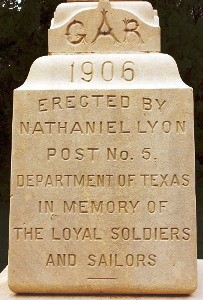 GAR
1906
ERECTED BY
NATHANIEL LYON
POST No. 5.
DEPARTMENT OF TEXAS
IN MEMORY OF
THE LOYAL SOLDIERS
AND SAILORS